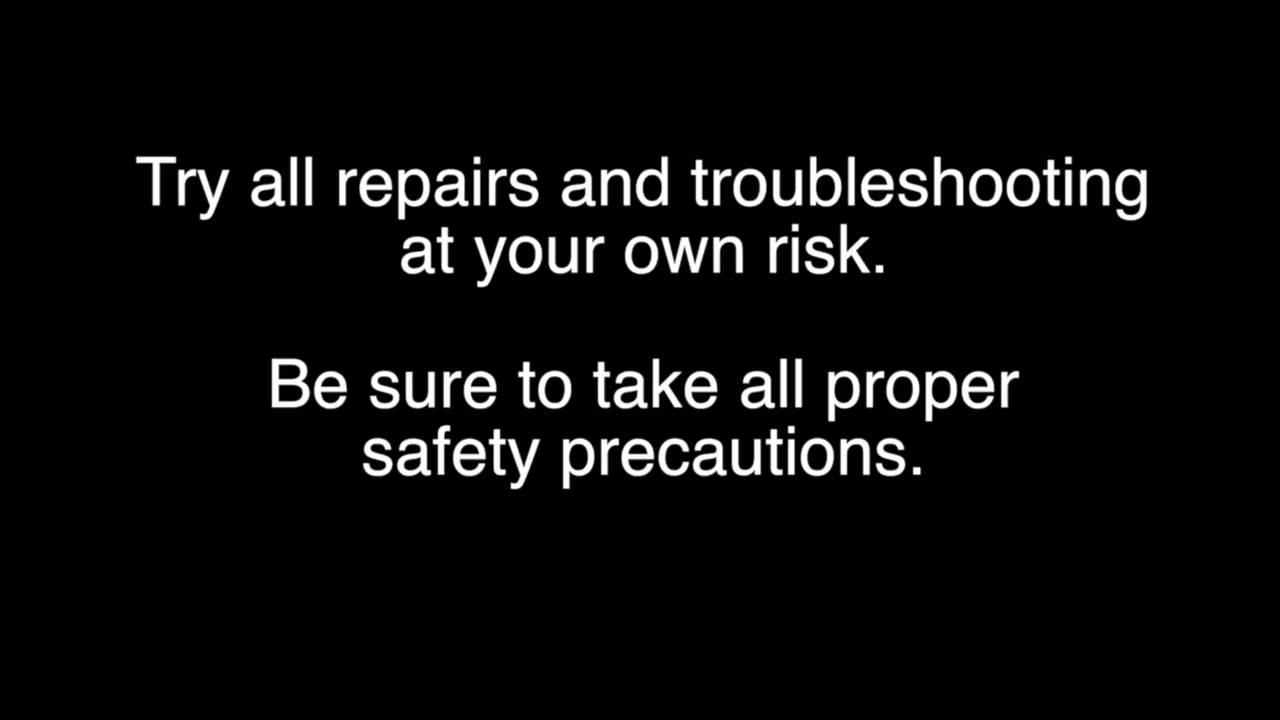 Try all repairs and troubleshooting
at your own risk.
Be sure to take all proper
safety precautions.